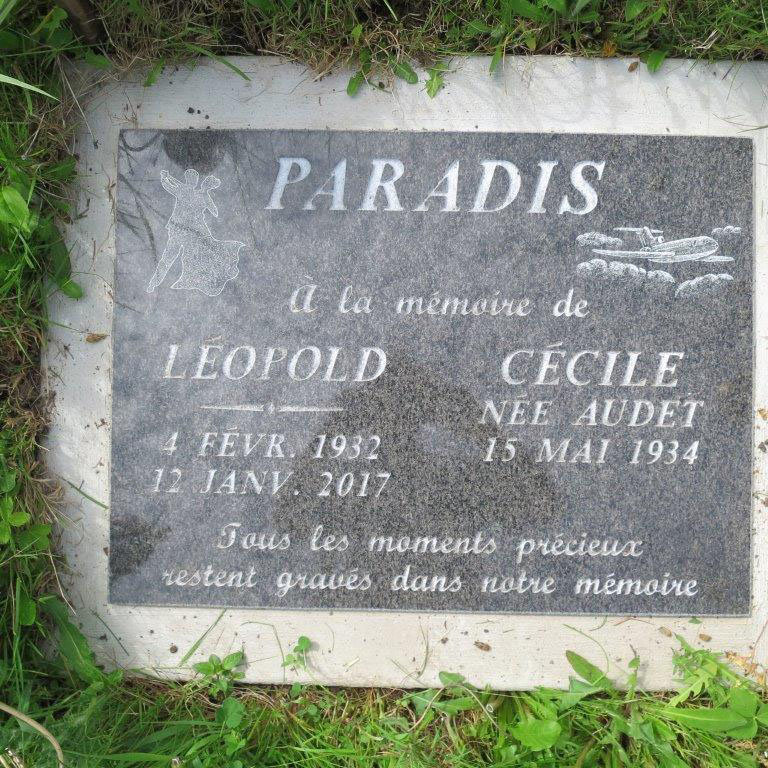 PARADIS
À la mémoire de
LÉOPOLD
4 FÉVR. 1932
12 JANV. 2017
CÉCILE
NÉE AUDET
15 MAI 1934
Tous les moments précieux
restent gravés dans notre mémoire